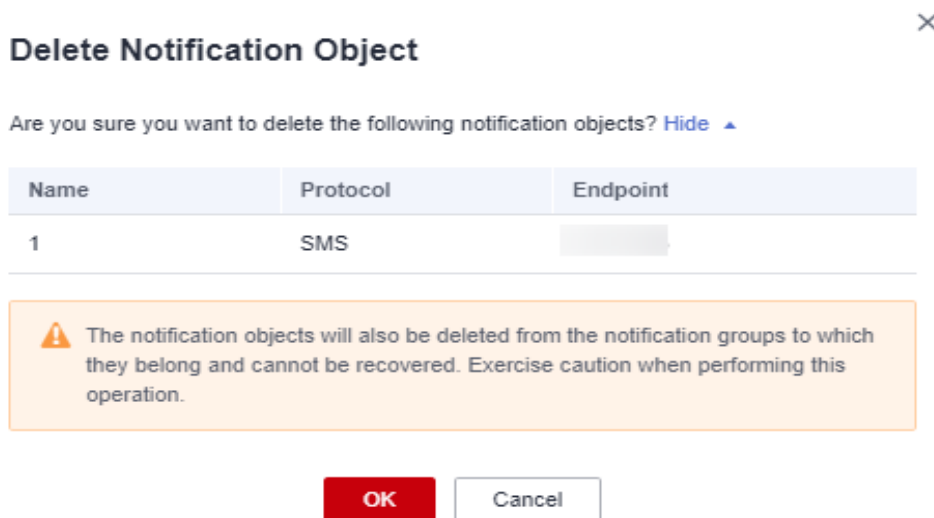 Delete Notification Object
Are you sure you want to delete the following notification objects? Hide
Name Protocol Endpoint
1 SMS
The notification objects will also be deleted from the notification groups to which
they belong and cannot be recovered. Exercise caution when performing this
operation.
OK Cancel